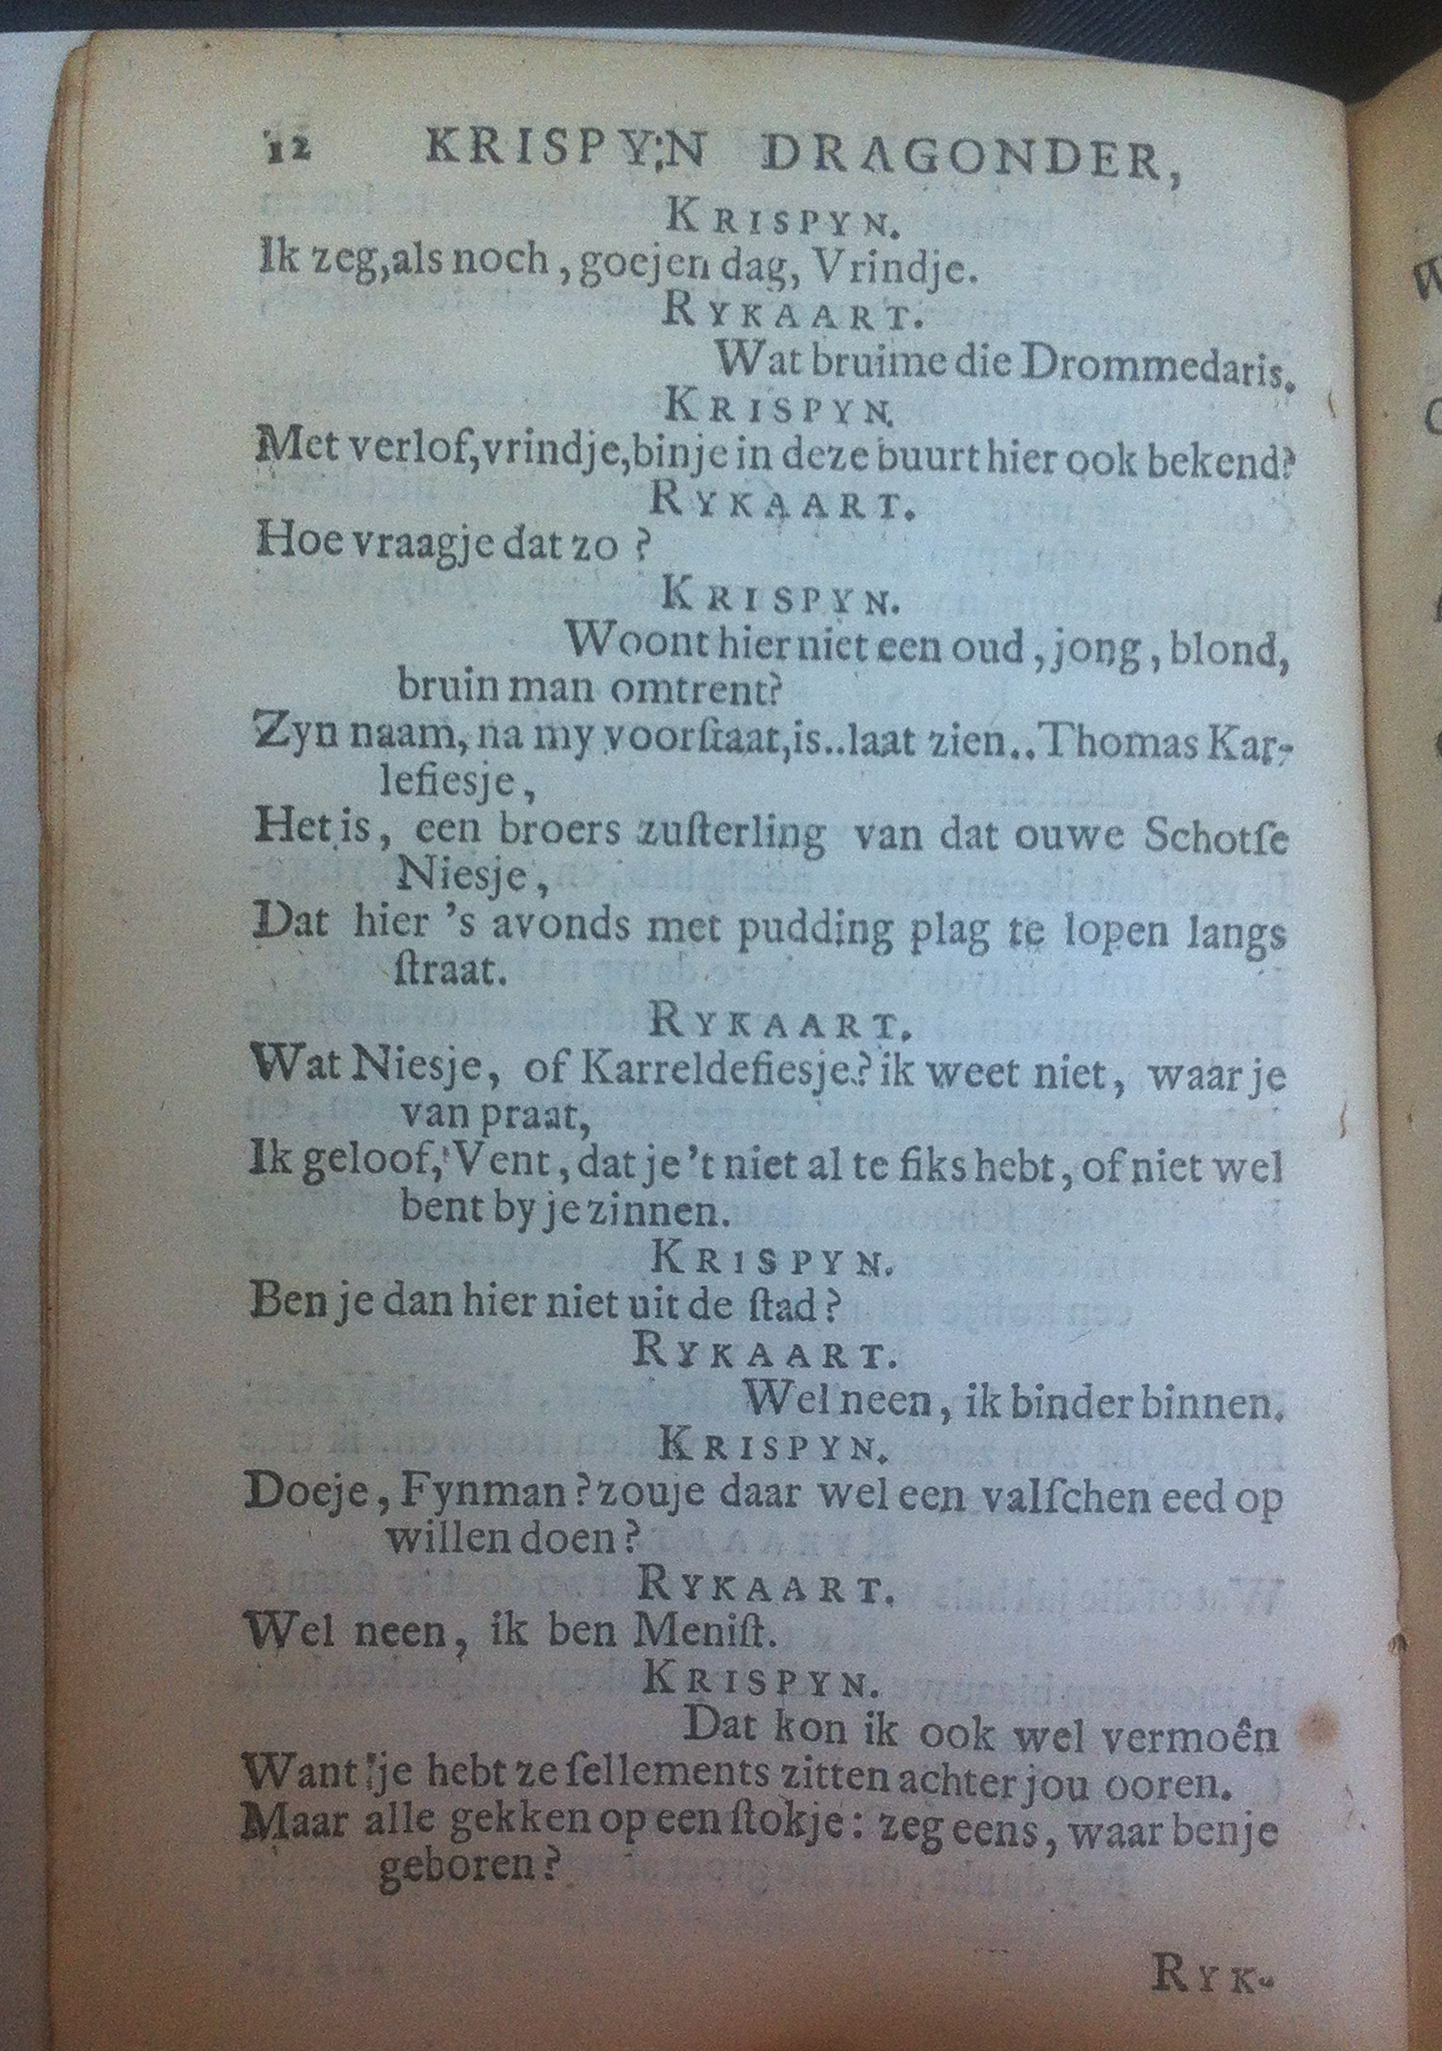 12 KRISPY:N DRAGONDER,
KRISPYN.
Ik zeg, als noch, goejen dag, Vrindje.
RYKAART.
Wat bruime die Drommedaris.
KRISPYN.
Met verlof, vrindje, binje in deze buurt hier ook bekend?
RYKAART.
Hoe vraagje dat zo?
KRISPYN.
Woont hier niet een oud, jong, blond,
bruin man omtrent?
Zyn naam, na my voorſtaat, is..laat zien..Thomas Kar-
lefiesje,
Het is, een broers zuſterling van dat ouwe Schotſe
Niesje,
Dat hier 's avonds met pudding plag te lopen langs
ſtraat.
RYKAART.
Wat Niesje, of Karreldefiesje? ik weet niet, waar je
van praat,
Ik geloof, Vent, dat je 't niet al te fiks hebt, of niet wel
bent by je zinnen.
KRISPYN.
Ben je dan hier niet uit de ſtad?
RYKAART.
Wel neen, ik binder binnen.
KRISPYN.
Doeje, Fynman? zouje daar wel een valſchen eed op
willen doen?
RYKAART.
Wel neen, ik ben Meniſt.
KRISPYN.
Dat kon ik ook wel vermoên
Want je hebt ze ſellements zitten achter jou ooren.
Maar alle gekken op een ſtokje: zeg eens, waar benje
geboren?
RYK-